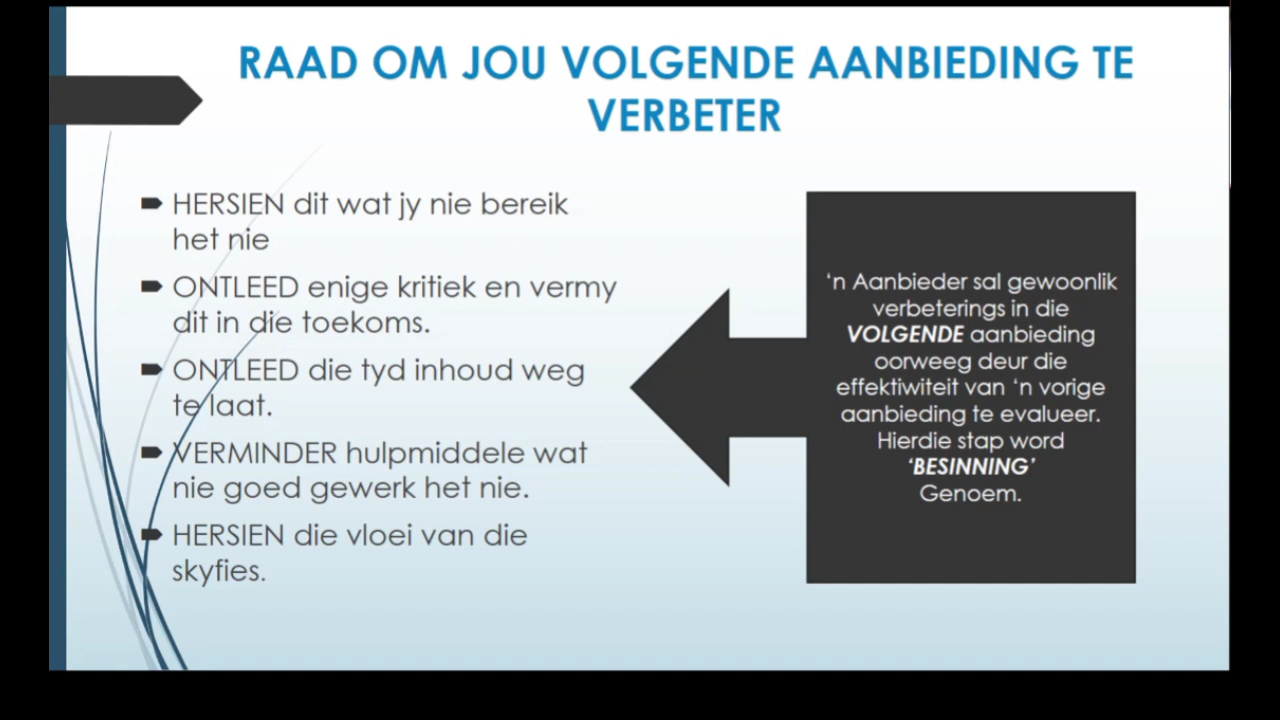 RAAD OM JOU VOLGENDE AANBIEDING TE
VERBETER
HERSIEN dit wat jy nie bereik
het nie
ONTLEED enige kritiek en vermy
dit in die toekoms.
ONTLEED die tyd inhoud weg
te laat.
VERMINDER hulpmiddele wat
nie goed gewerk het nie.
HERSIEN die vloei van die
skyfies.
‘n Aanbieder sal gewoonlik
verbeterings in die
VOLGENDE aanbieding
oorweeg deur die
effektiwiteit van ‘n vorige
aanbieding te evalueer.
Hierdie stap word
‘BESINNING’
Genoem.